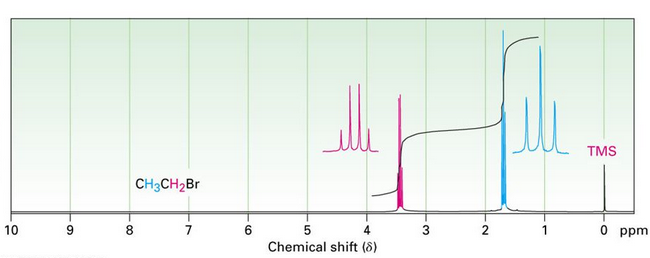 TMS
CH₃CH₂Br
10 9 8 7 6 5 4 3 2 1 0 ppm
Chemical shift (δ)